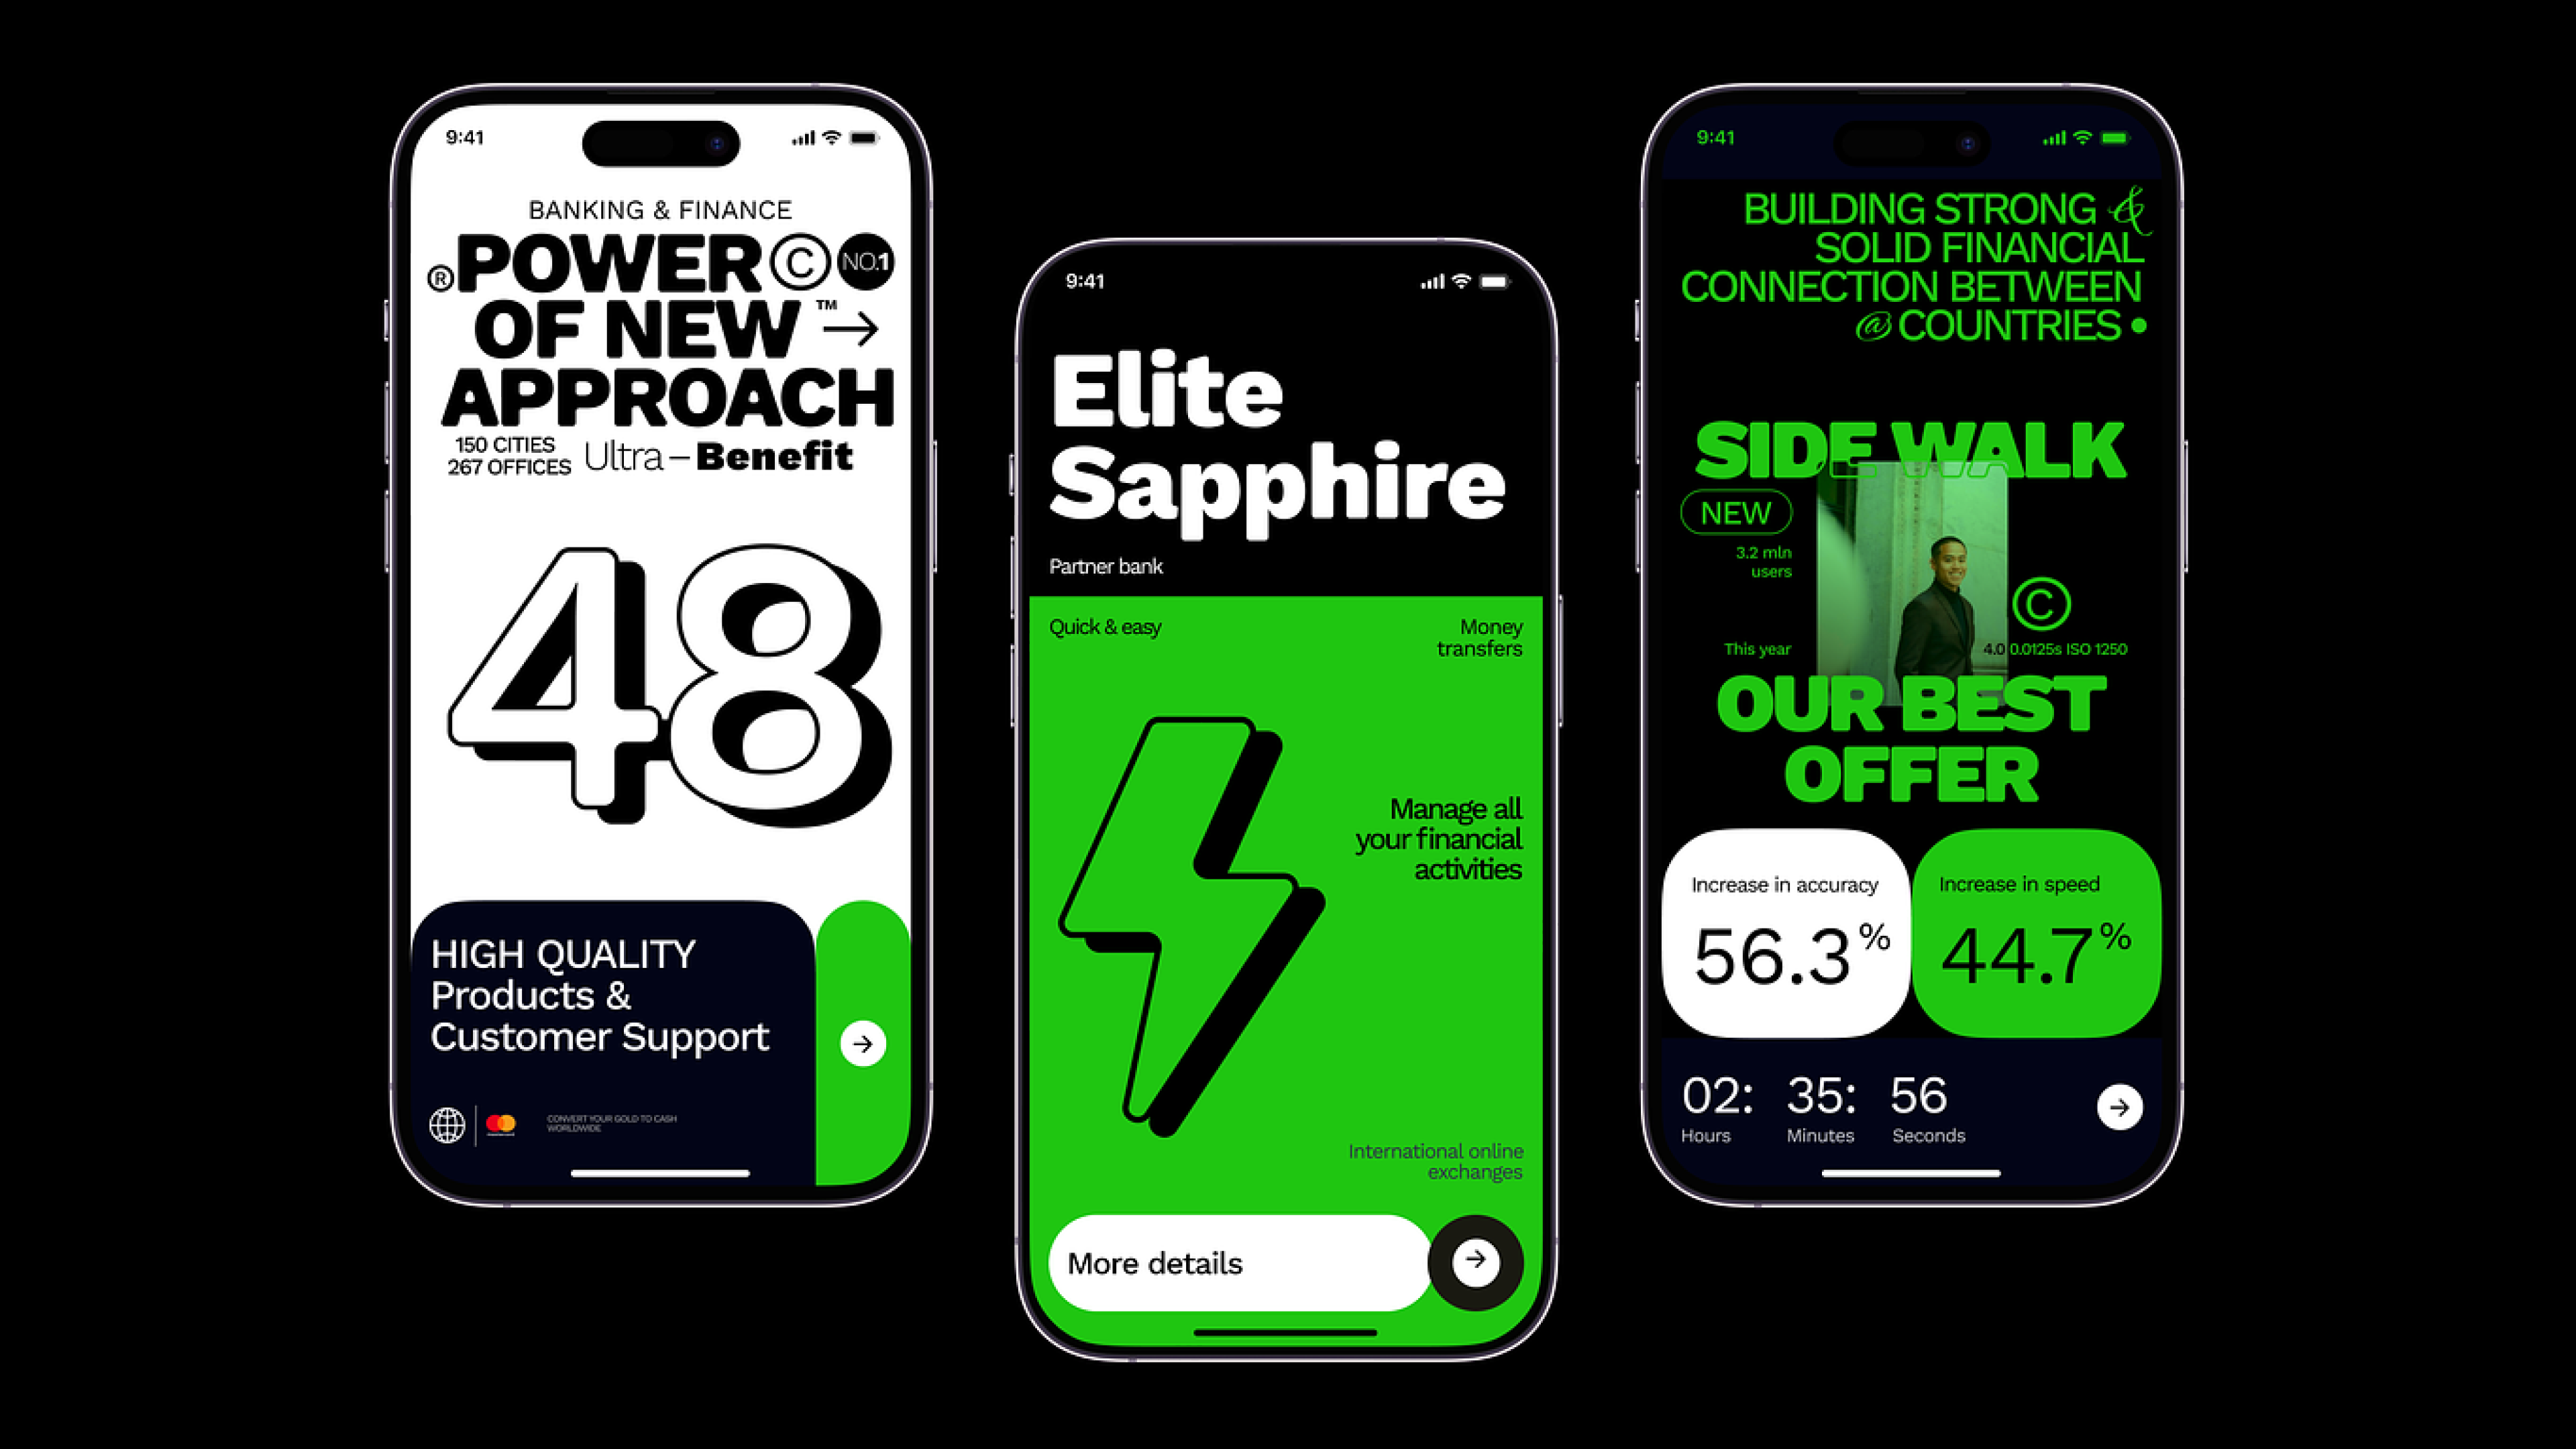 9:41
BANKING & FINANCE
®POWER © NO.1
OF NEW ™ →
APPROACH
150 CITIES
267 OFFICES
Ultra – Benefit
48
HIGH QUALITY
Products &
Customer Support
CONVERT YOUR GOLD TO CASH
WORLDWIDE
9:41
Elite
Sapphire
Partner bank
Quick & easy
Money
transfers
Manage all
your financial
activities
International online
exchanges
More details
9:41
BUILDING STRONG &
SOLID FINANCIAL
CONNECTION BETWEEN
@ COUNTRIES •
SIDE WALK
NEW
3.2 mln
users
©
This year
4.0 0.0125s ISO 1250
OUR BEST
OFFER
Increase in accuracy
56.3%
Increase in speed
44.7%
02: 35: 56
Hours Minutes Seconds